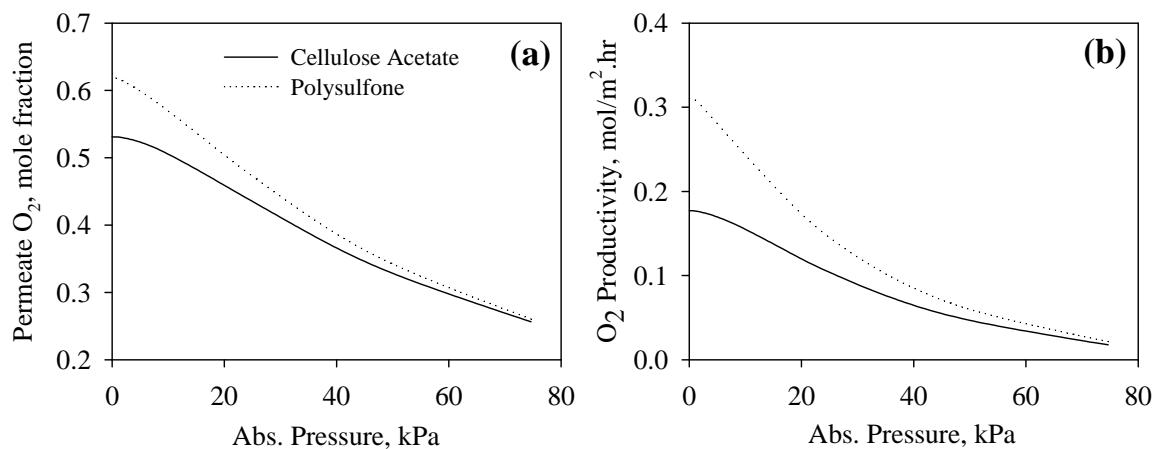 Permeate O2, mole fraction
0.7
0.6
0.5
0.4
0.3
0.2
(a)
Cellulose Acetate
Polysulfone
0 20 40 60 80
Abs. Pressure, kPa
O2 Productivity, mol/m2.hr
0.4
0.3
0.2
0.1
0.0
(b)
0 20 40 60 80
Abs. Pressure, kPa